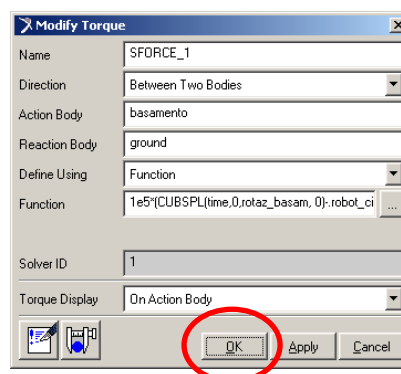 Modify Torque
Name SFORCE_1
Direction Between Two Bodies
Action Body basamento
Reaction Body ground
Define Using Function
Function 1e5*(CUBSPL(time,0,rotaz_basam, 0)-.robot_ci ...
Solver ID 1
Torque Display On Action Body
OK Apply Cancel